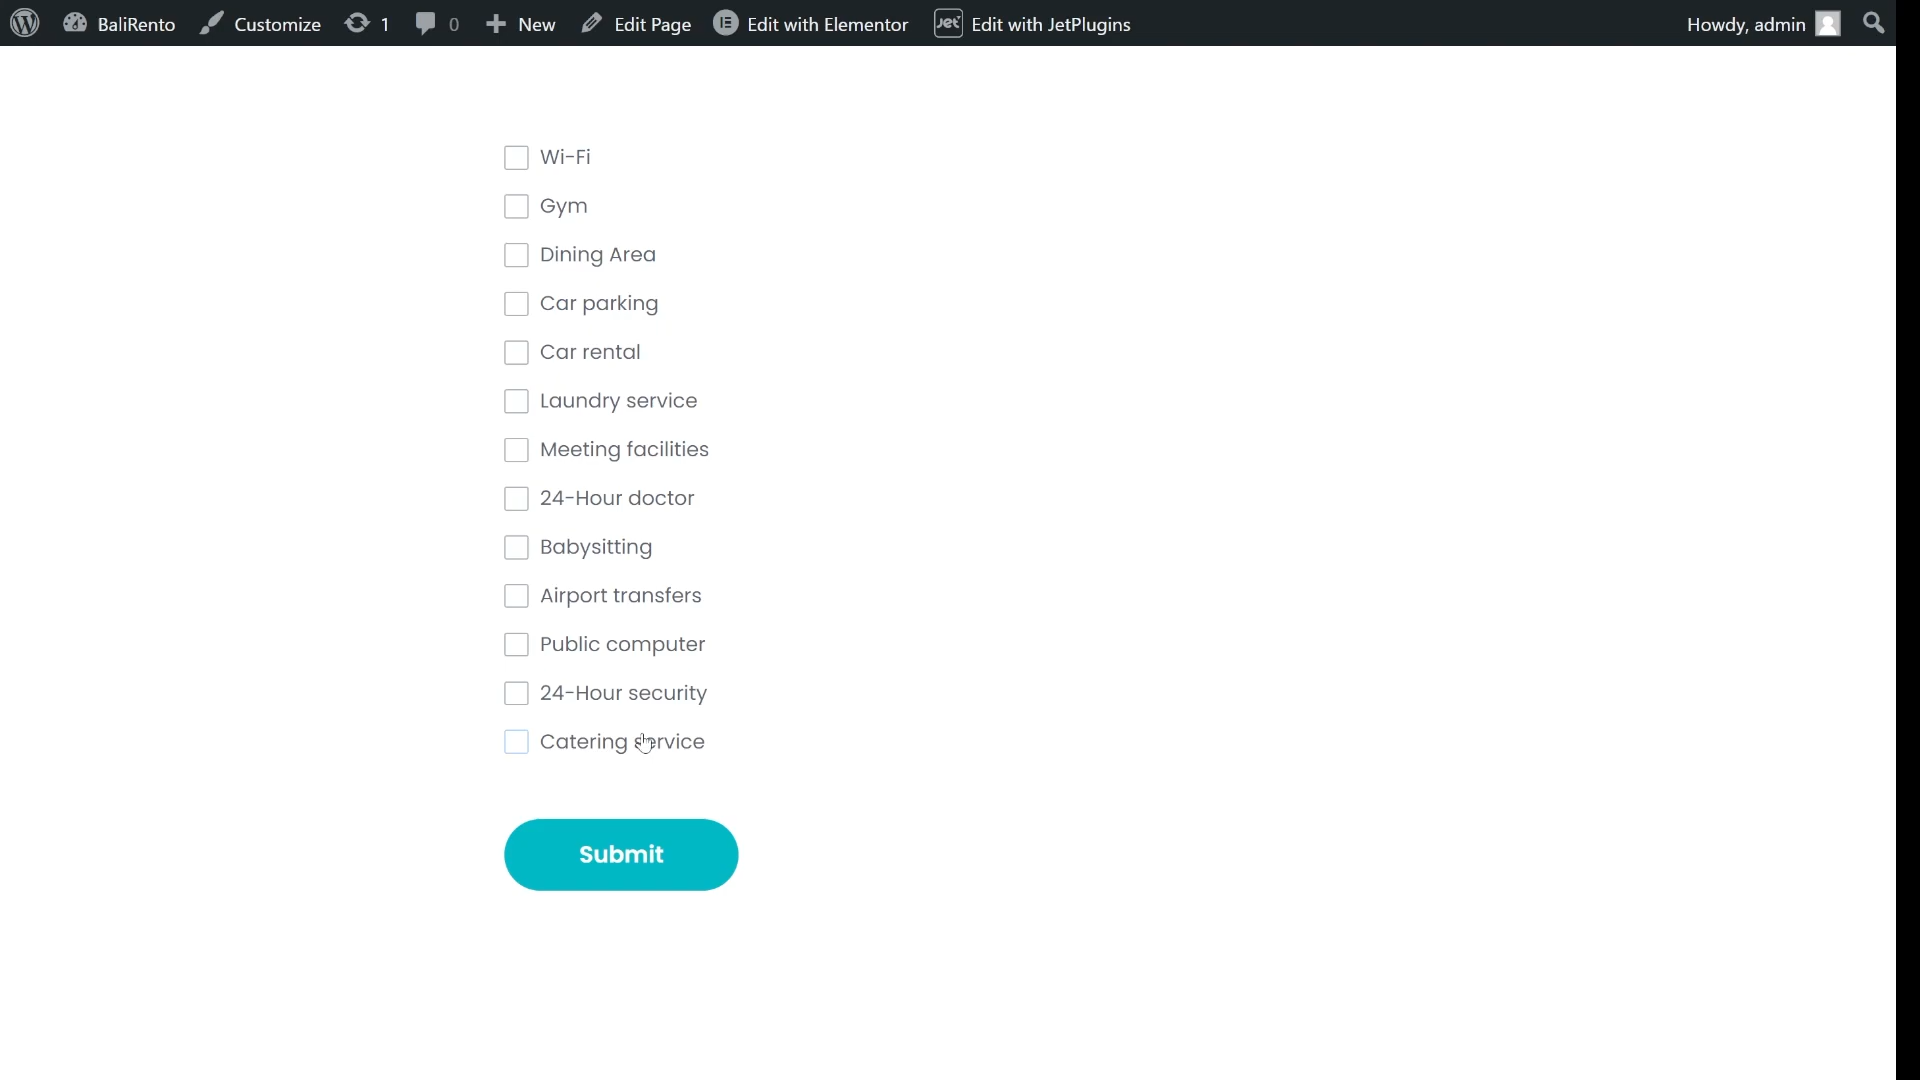 BaliRento Customize 1 0 New Edit Page Edit with Elementor Jet Edit with JetPlugins Howdy, admin
Wi-Fi
Gym
Dining Area
Car parking
Car rental
Laundry service
Meeting facilities
24-Hour doctor
Babysitting
Airport transfers
Public computer
24-Hour security
Catering service
Submit